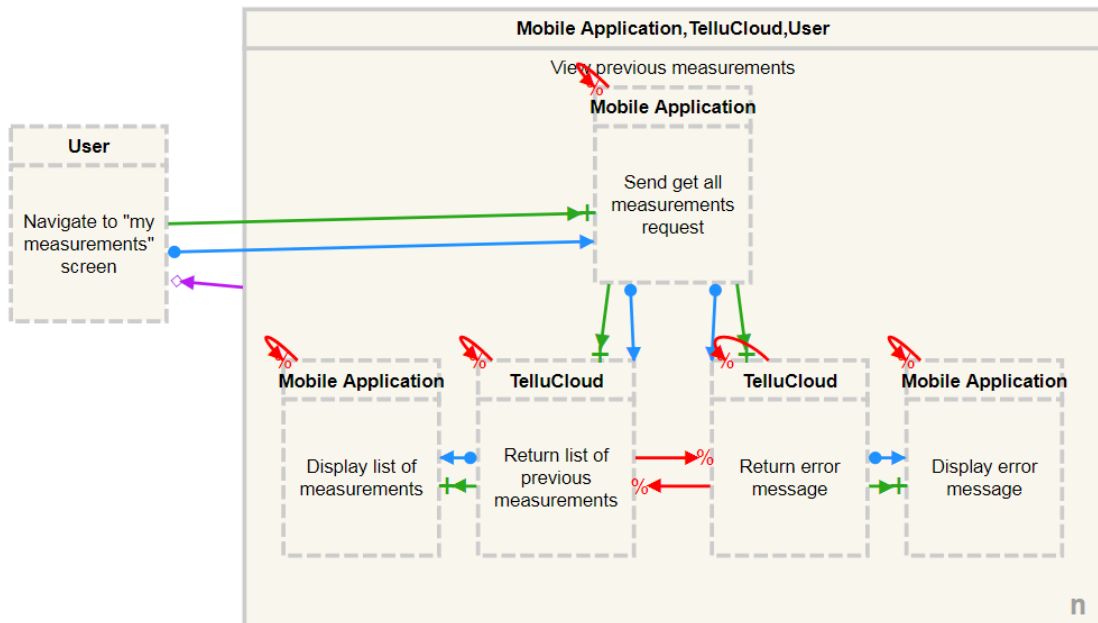 Mobile Application,TelluCloud,User
View previous measurements
%
Mobile Application
Send get all
measurements
request
User
Navigate to "my
measurements"
screen
%
Mobile Application
Display list of
measurements
%
TelluCloud
Return list of
previous
measurements
%
%
%
TelluCloud
Return error
message
%
Mobile Application
Display error
message
n